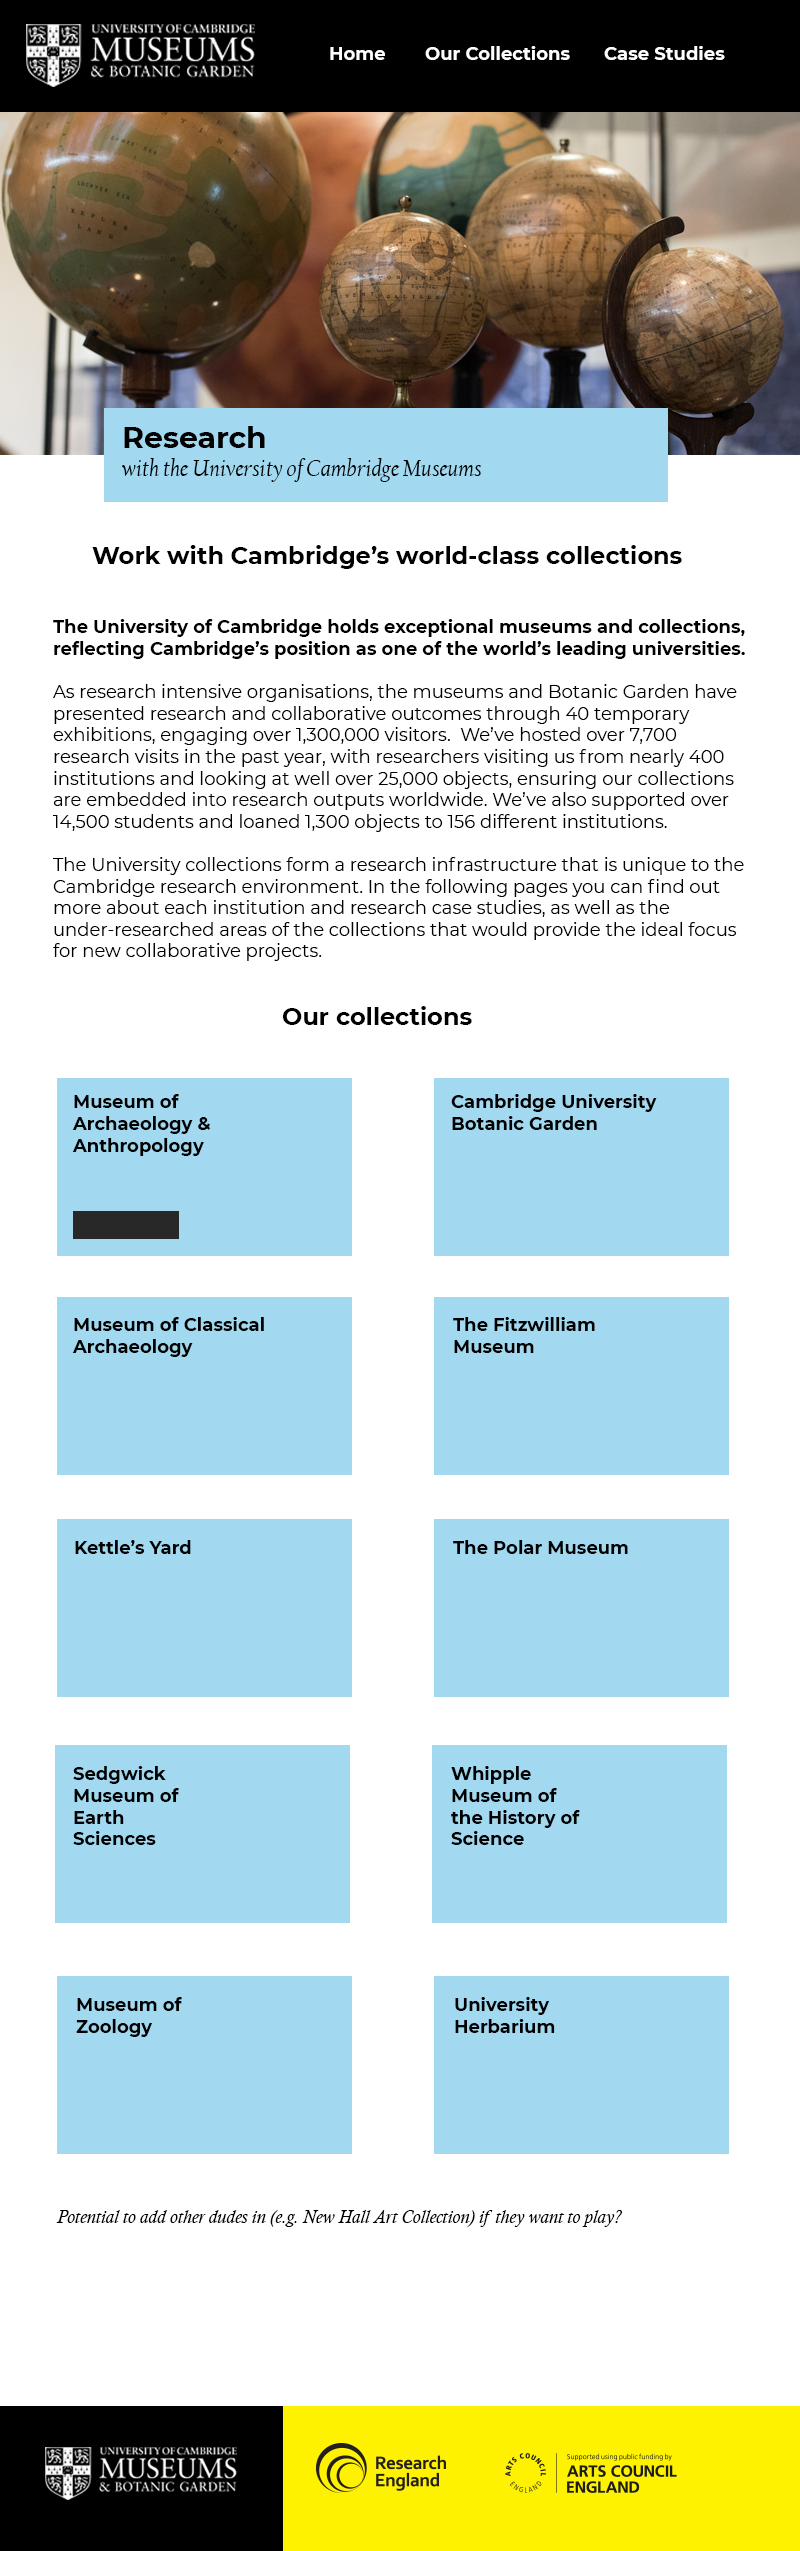 UNIVERSITY OF CAMBRIDGE
MUSEUMS
& BOTANIC GARDEN
Home Our Collections Case Studies
Research
with the University of Cambridge Museums
Work with Cambridge’s world-class collections
The University of Cambridge holds exceptional museums and collections,
reflecting Cambridge’s position as one of the world’s leading universities.
As research intensive organisations, the museums and Botanic Garden have
presented research and collaborative outcomes through 40 temporary
exhibitions, engaging over 1,300,000 visitors.  We’ve hosted over 7,700
research visits in the past year, with researchers visiting us from nearly 400
institutions and looking at well over 25,000 objects, ensuring our collections
are embedded into research outputs worldwide. We’ve also supported over
14,500 students and loaned 1,300 objects to 156 different institutions.
The University collections form a research infrastructure that is unique to the
Cambridge research environment. In the following pages you can find out
more about each institution and research case studies, as well as the
under-researched areas of the collections that would provide the ideal focus
for new collaborative projects.
Our collections
Museum of
Archaeology &
Anthropology
Cambridge University
Botanic Garden
Museum of Classical
Archaeology
The Fitzwilliam
Museum
Kettle’s Yard
The Polar Museum
Sedgwick
Museum of
Earth
Sciences
Whipple
Museum of
the History of
Science
Museum of
Zoology
University
Herbarium
Potential to add other dudes in (e.g. New Hall Art Collection) if they want to play?
UNIVERSITY OF CAMBRIDGE
MUSEUMS
& BOTANIC GARDEN
Research
England
ARTS COUNCIL
ENGLAND
Supported using public funding by
ARTS COUNCIL
ENGLAND